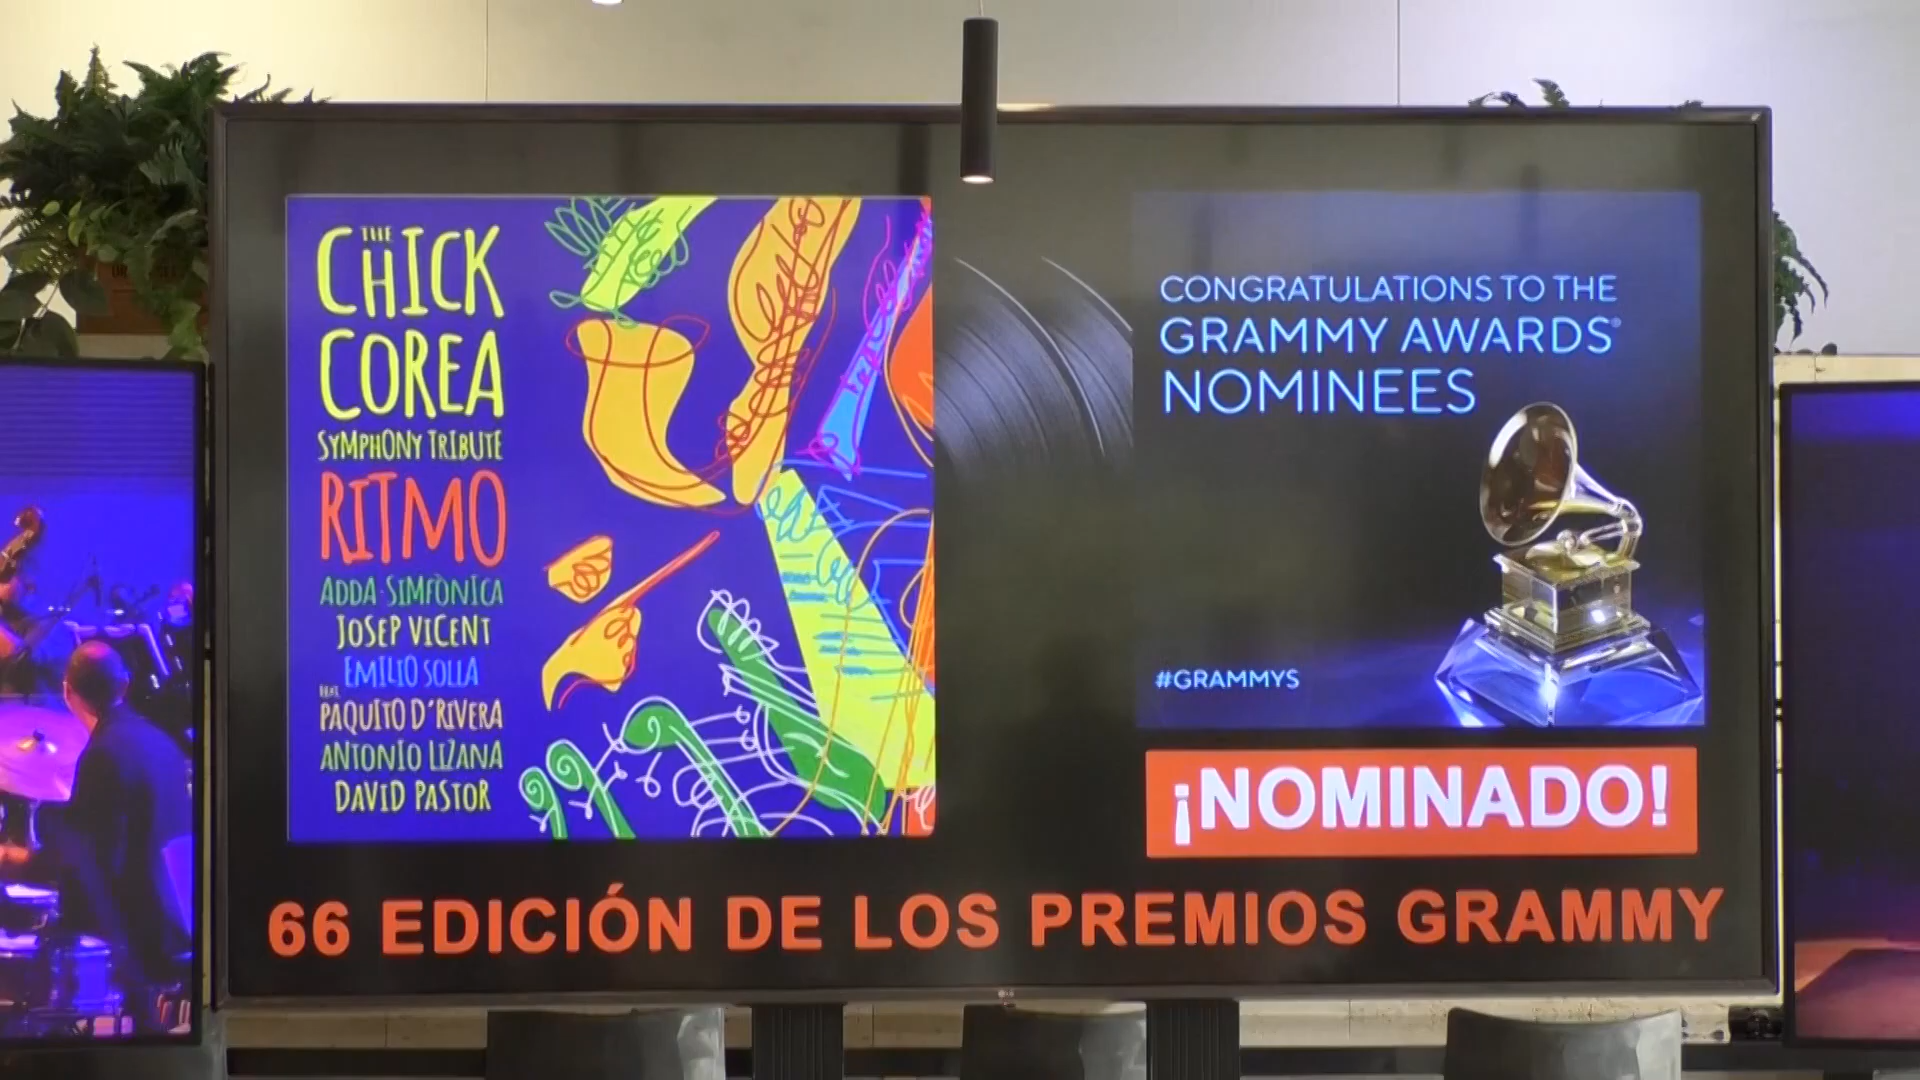 THE
CHICK
COREA
SYMPHONY TRIBUTE
RITMO
ADDA·SIMFÒNICA
JOSEP VICENT
EMILIO SOLLA
feat.
PAQUITO D'RIVERA
ANTONIO LIZANA
DAVID PASTOR
CONGRATULATIONS TO THE
GRAMMY AWARDS®
NOMINEES
#GRAMMYS
¡NOMINADO!
66 EDICIÓN DE LOS PREMIOS GRAMMY
LG